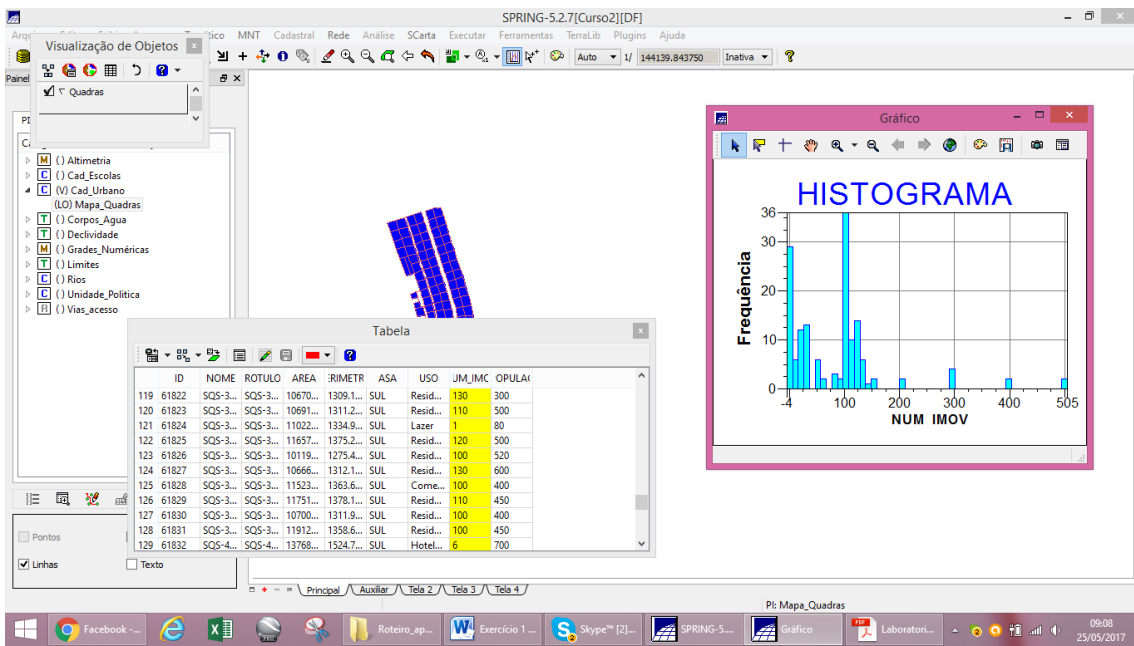 SPRING-5.2.7[Curso2][DF]
MNT Cadastral Rede Análise SCarta Executar Ferramentas TerraLib Plugins Ajuda
Auto 1/ 144139.843750 Inativa
Visualização de Objetos
Quadras
() Altimetria
() Cad_Escolas
(V) Cad_Urbano
(LO) Mapa_Quadras
() Corpos_Agua
() Declividade
() Grades_Numéricas
() Limites
() Rios
() Unidade_Politica
() Vias_acesso
Pontos
Linhas
Texto
Gráfico
HISTOGRAMA
Frequência
36
30
20
10
0
-4 100 200 300 400 505
NUM IMOV
Tabela
ID NOME ROTULO AREA :RIMETR ASA USO UM_IMC OPULAÇ
119 61822 SQS-3... SQS-3... 10670... 1309.1... SUL Resid... 130 300
120 61823 SQS-3... SQS-3... 10691... 1311.2... SUL Resid... 110 500
121 61824 SQS-3... SQS-3... 11022... 1334.9... SUL Lazer 1 80
122 61825 SQS-3... SQS-3... 11657... 1375.2... SUL Resid... 120 500
123 61826 SQS-3... SQS-3... 10119... 1275.4... SUL Resid... 100 520
124 61827 SQS-3... SQS-3... 10666... 1312.1... SUL Resid... 130 600
125 61828 SQS-3... SQS-3... 11523... 1363.6... SUL Come... 100 400
126 61829 SQS-3... SQS-3... 11751... 1378.1... SUL Resid... 110 450
127 61830 SQS-3... SQS-3... 10700... 1311.9... SUL Resid... 100 400
128 61831 SQS-3... SQS-3... 11912... 1358.6... SUL Resid... 100 450
129 61832 SQS-4... SQS-4... 13768... 1524.7... SUL Hotel... 6 700
Principal Auxiliar Tela 2 Tela 3 Tela 4
PI: Mapa_Quadras
Facebook -... Roteiro_ap... Exercício 1 ... Skype™ [2]... SPRING-5.... Gráfico Laboratori...
09:08
25/05/2017